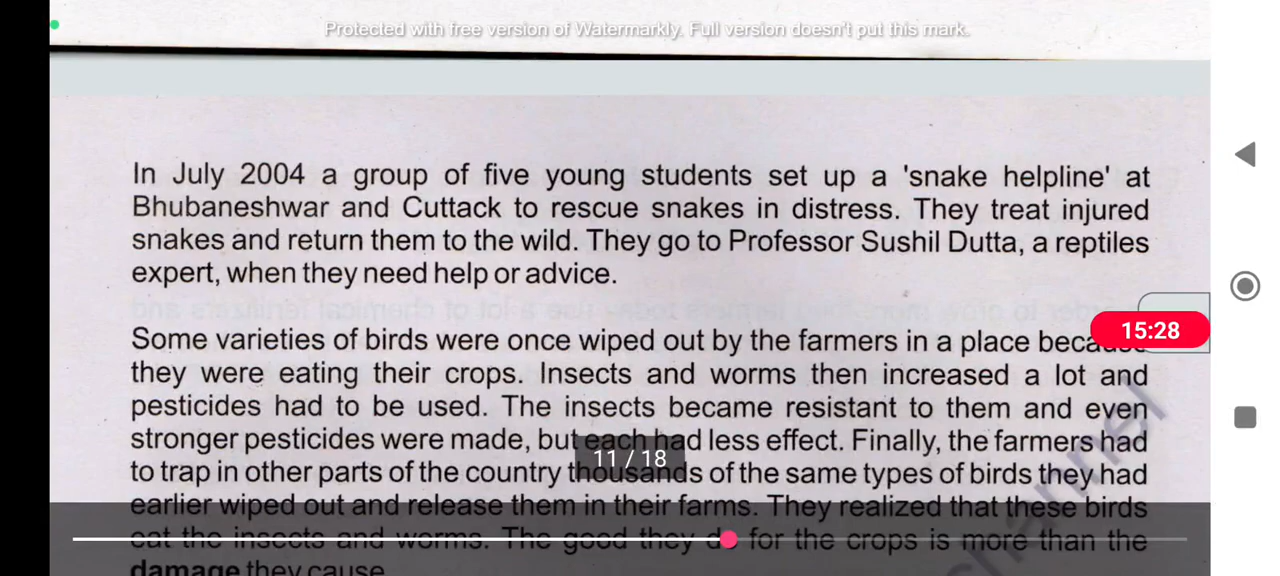 Protected with free version of Watermarkly. Full version doesn't put this mark.
In July 2004 a group of five young students set up a 'snake helpline' at
Bhubaneshwar and Cuttack to rescue snakes in distress. They treat injured
snakes and return them to the wild. They go to Professor Sushil Dutta, a reptiles
expert, when they need help or advice.
Some varieties of birds were once wiped out by the farmers in a place because
15:28
they were eating their crops. Insects and worms then increased a lot and
pesticides had to be used. The insects became resistant to them and even
stronger pesticides were made, but each had less effect. Finally, the farmers had
11 / 18
to trap in other parts of the country thousands of the same types of birds they had
earlier wiped out and release them in their farms. They realized that these birds
eat the insects and worms. The good they do for the crops is more than the
damage they cause